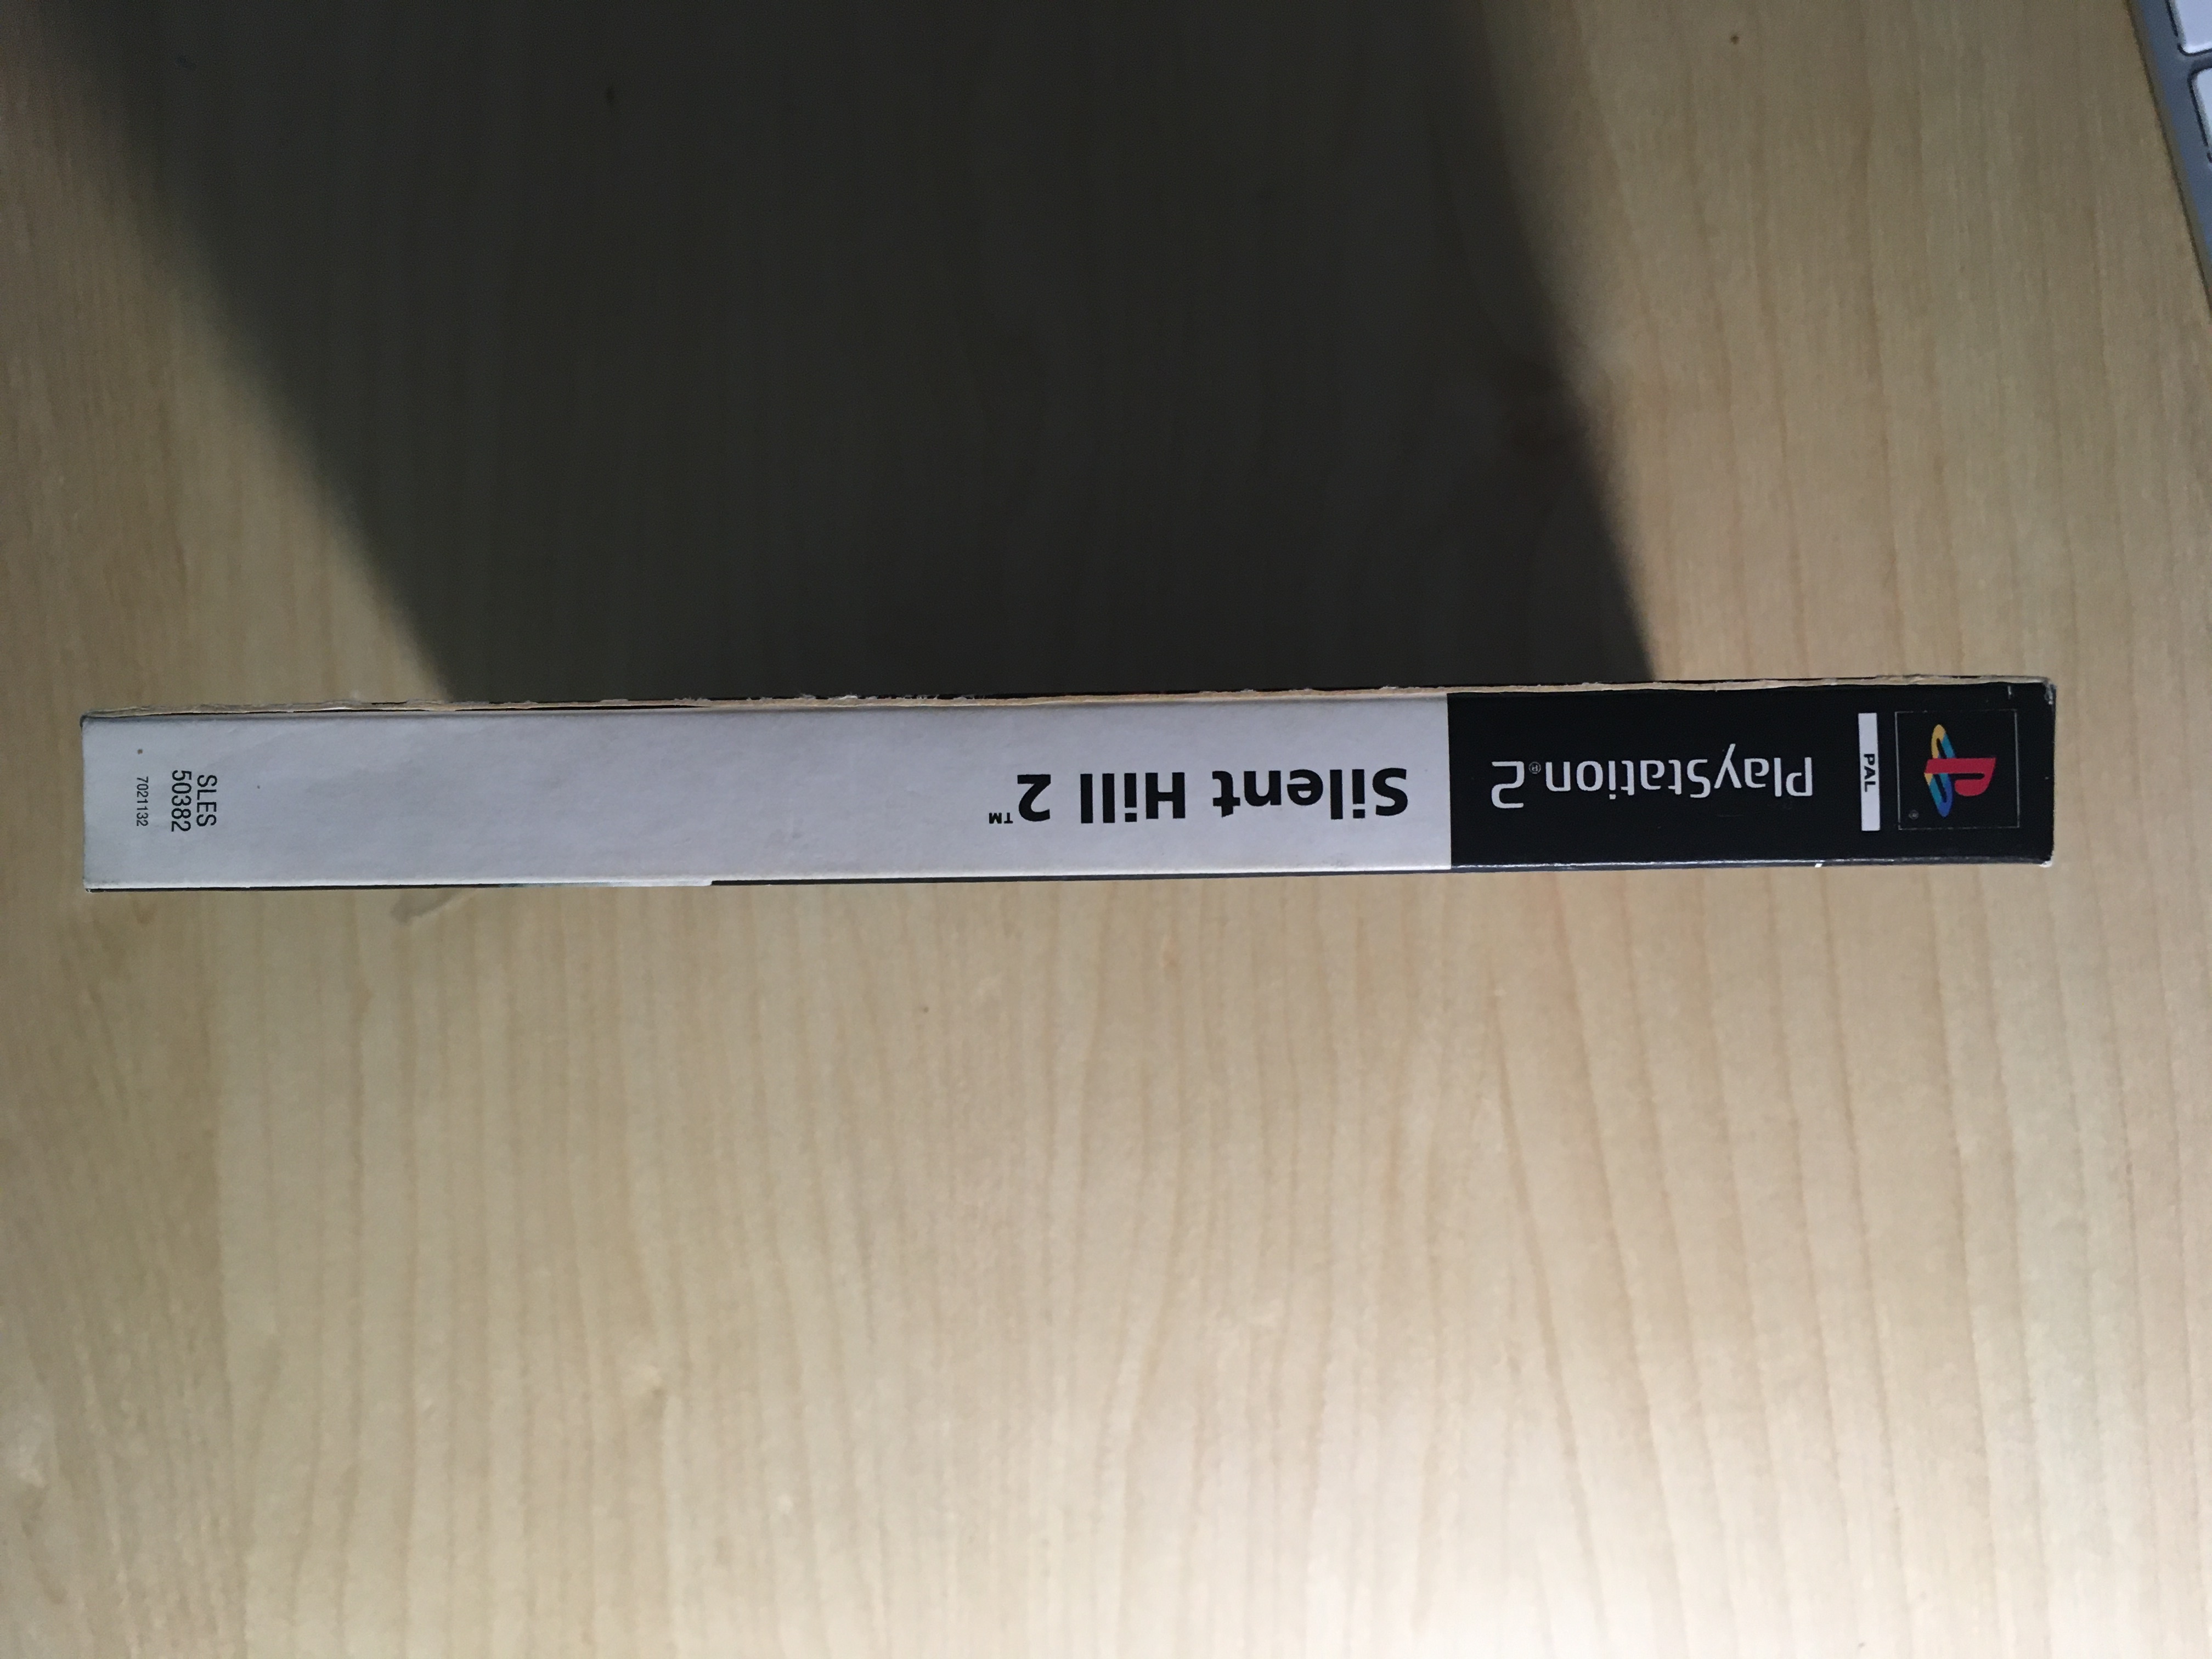 PAL
PlayStation®2
Silent Hill 2™
SLES
50382
7021132